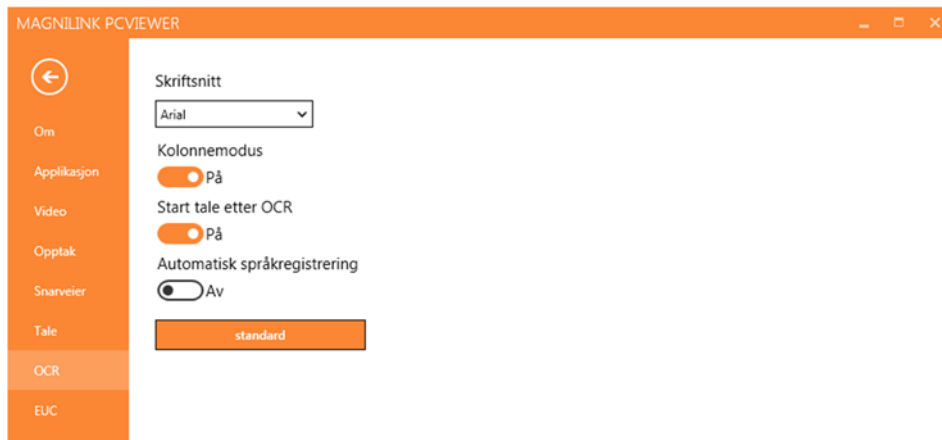 MAGNILINK PCVIEWER
Om
Applikasjon
Video
Opptak
Snarveier
Tale
OCR
EUC
Skriftsnitt
Arial
Kolonnemodus
På
Start tale etter OCR
På
Automatisk språkregistrering
Av
standard